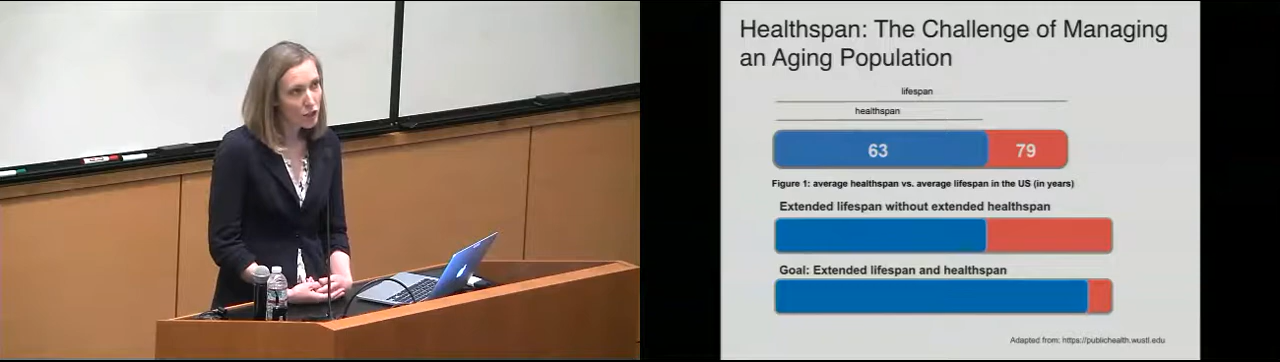 Healthspan: The Challenge of Managing
an Aging Population
lifespan
healthspan
63 79
Figure 1: average healthspan vs. average lifespan in the US (in years)
Extended lifespan without extended healthspan
Goal: Extended lifespan and healthspan
Adapted from: https://publichealth.wustl.edu